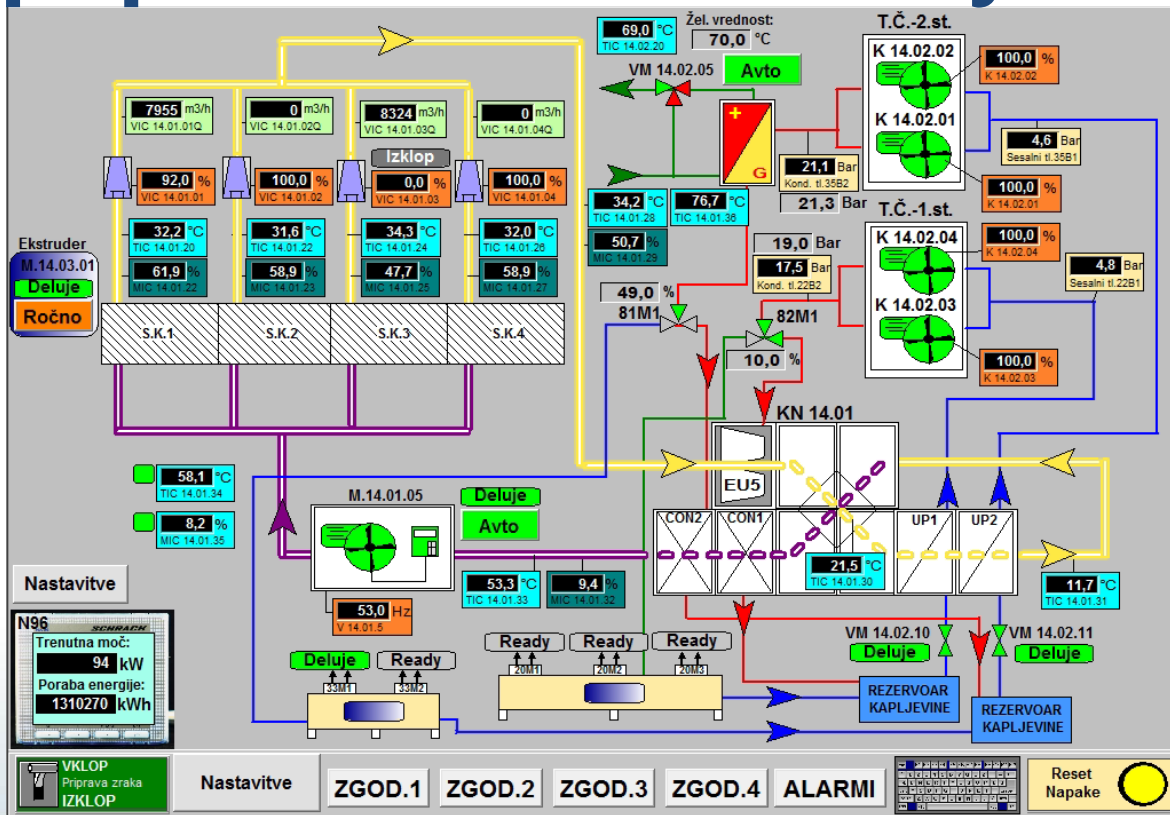 69,0 °C
TIC 14.02.20
Žel. vrednost:
70,0 °C
VM 14.02.05
Avto
T.Č.-2.st.
K 14.02.02
K 14.02.01
100,0 %
K 14.02.02
4,6 Bar
Sesalni tl.35B1
100,0 %
K 14.02.01
7955 m3/h
VIC 14.01.01Q
0 m3/h
VIC 14.01.02Q
8324 m3/h
VIC 14.01.03Q
0 m3/h
VIC 14.01.04Q
Izklop
92,0 %
VIC 14.01.01
100,0 %
VIC 14.01.02
0,0 %
VIC 14.01.03
100,0 %
VIC 14.01.04
+
G
21,1 Bar
Kond. tl.35B2
21,3 Bar
32,2 °C
TIC 14.01.20
31,6 °C
TIC 14.01.22
34,3 °C
TIC 14.01.24
32,0 °C
TIC 14.01.26
34,2 °C
TIC 14.01.28
76,7 °C
TIC 14.01.36
61,9 %
MIC 14.01.22
58,9 %
MIC 14.01.23
47,7 %
MIC 14.01.25
58,9 %
MIC 14.01.27
50,7 %
MIC 14.01.29
T.Č.-1.st.
K 14.02.04
K 14.02.03
100,0 %
K 14.02.04
4,8 Bar
Sesalni tl.22B1
100,0 %
K 14.02.03
19,0 Bar
17,5 Bar
Kond. tl.22B2
Ekstruder
M.14.03.01
Deluje
Ročno
S.K.1
S.K.2
S.K.3
S.K.4
49,0 %
81M1
82M1
10,0 %
KN 14.01
EU5
CON2
CON1
UP1
UP2
58,1 °C
TIC 14.01.34
8,2 %
MIC 14.01.35
M.14.01.05
Deluje
Avto
53,3 °C
TIC 14.01.33
9,4 %
MIC 14.01.32
21,5 °C
TIC 14.01.30
11,7 °C
TIC 14.01.31
53,0 Hz
V 14.01.5
Nastavitve
N96
SCHRACK
Trenutna moč:
94 kW
Poraba energije:
1310270 kWh
Deluje
Ready
33M1
33M2
Ready
Ready
Ready
20M1
20M2
20M3
VM 14.02.10
Deluje
VM 14.02.11
Deluje
REZERVOAR
KAPLJEVINE
REZERVOAR
KAPLJEVINE
VKLOP
Priprava zraka
IZKLOP
Nastavitve
ZGOD.1
ZGOD.2
ZGOD.3
ZGOD.4
ALARMI
Reset
Napake